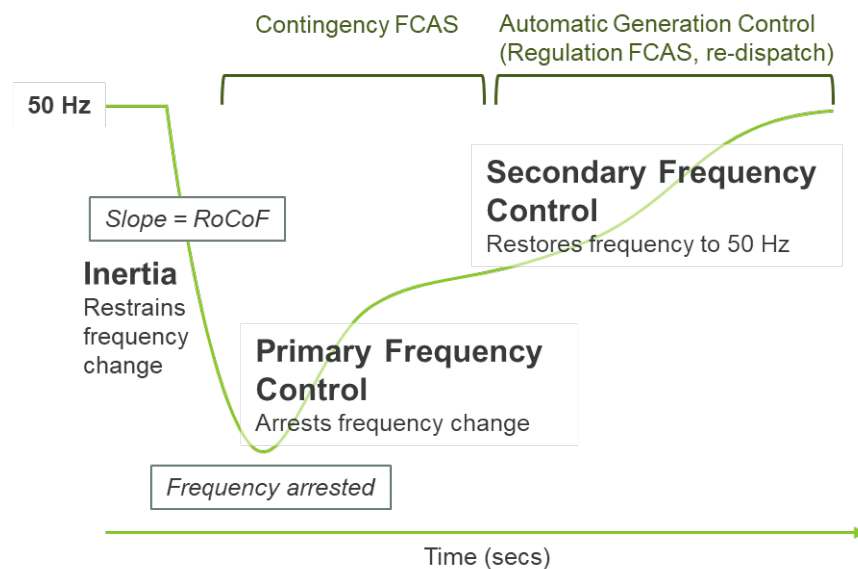 Contingency FCAS
Automatic Generation Control
(Regulation FCAS, re-dispatch)
50 Hz
Slope = RoCoF
Inertia
Restrains
frequency
change
Secondary Frequency
Control
Restores frequency to 50 Hz
Primary Frequency
Control
Arrests frequency change
Frequency arrested
Time (secs)